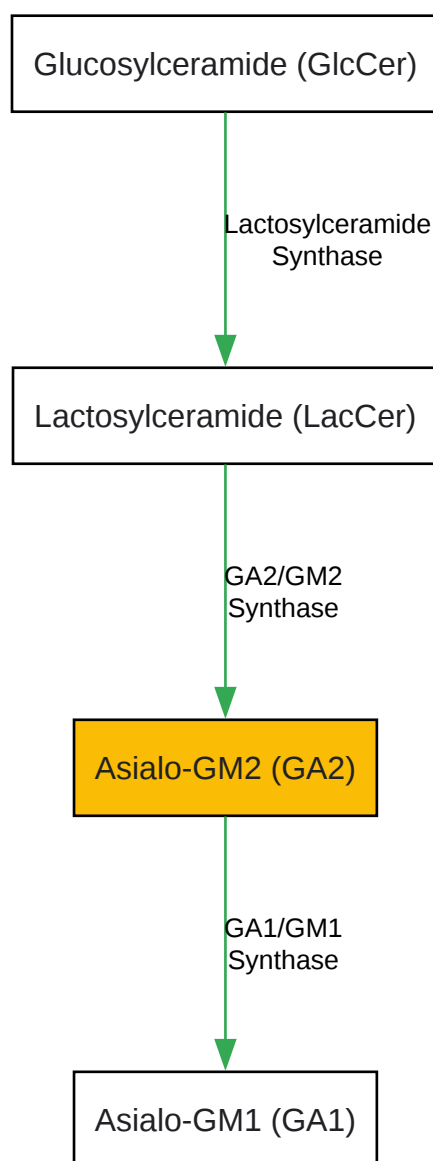 Glucosylceramide (GlcCer)
Lactosylceramide
Synthase
Lactosylceramide (LacCer)
GA2/GM2
Synthase
Asialo-GM2 (GA2)
GA1/GM1
Synthase
Asialo-GM1 (GA1)